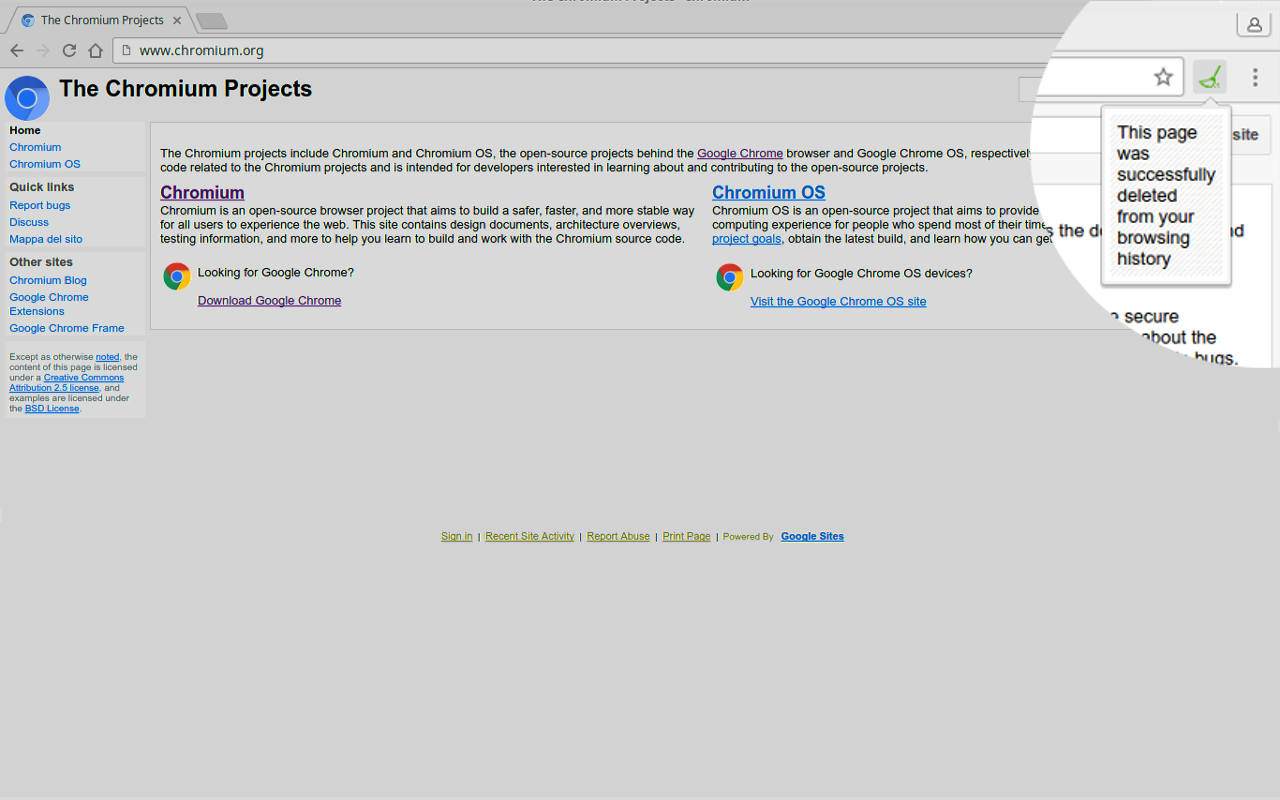 The Chromium Projects
www.chromium.org
The Chromium Projects
site
This page
was
successfully
deleted
from your
browsing
history
Home
Chromium
Chromium OS
Quick links
Report bugs
Discuss
Mappa del sito
Other sites
Chromium Blog
Google Chrome
Extensions
Google Chrome Frame
Except as otherwise noted, the
content of this page is licensed
under a Creative Commons
Attribution 2.5 license, and
examples are licensed under
the BSD License.
The Chromium projects include Chromium and Chromium OS, the open-source projects behind the Google Chrome browser and Google Chrome OS, respectively
code related to the Chromium projects and is intended for developers interested in learning about and contributing to the open-source projects.
Chromium
Chromium is an open-source browser project that aims to build a safer, faster, and more stable way
for all users to experience the web. This site contains design documents, architecture overviews,
testing information, and more to help you learn to build and work with the Chromium source code.
Looking for Google Chrome?
Download Google Chrome
Chromium OS
Chromium OS is an open-source project that aims to provide
computing experience for people who spend most of their time
project goals, obtain the latest build, and learn how you can get
Looking for Google Chrome OS devices?
Visit the Google Chrome OS site
s the
secure
about the
bugs.
Sign in | Recent Site Activity | Report Abuse | Print Page | Powered By Google Sites